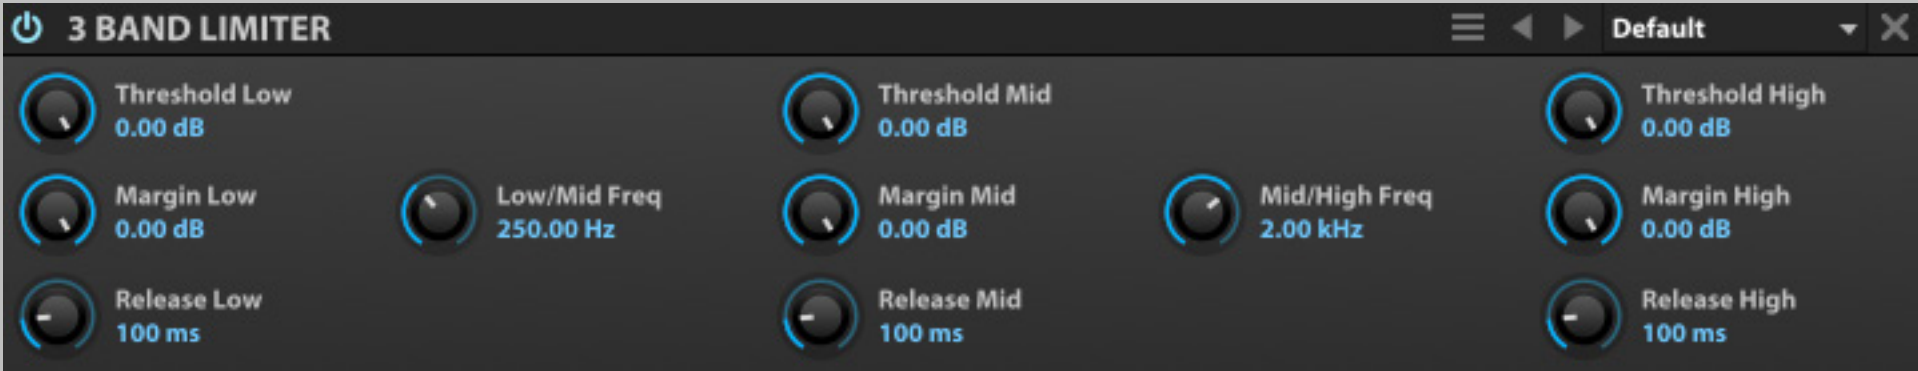 3 BAND LIMITER
Default
Threshold Low
0.00 dB
Threshold Mid
0.00 dB
Threshold High
0.00 dB
Margin Low
0.00 dB
Low/Mid Freq
250.00 Hz
Margin Mid
0.00 dB
Mid/High Freq
2.00 kHz
Margin High
0.00 dB
Release Low
100 ms
Release Mid
100 ms
Release High
100 ms